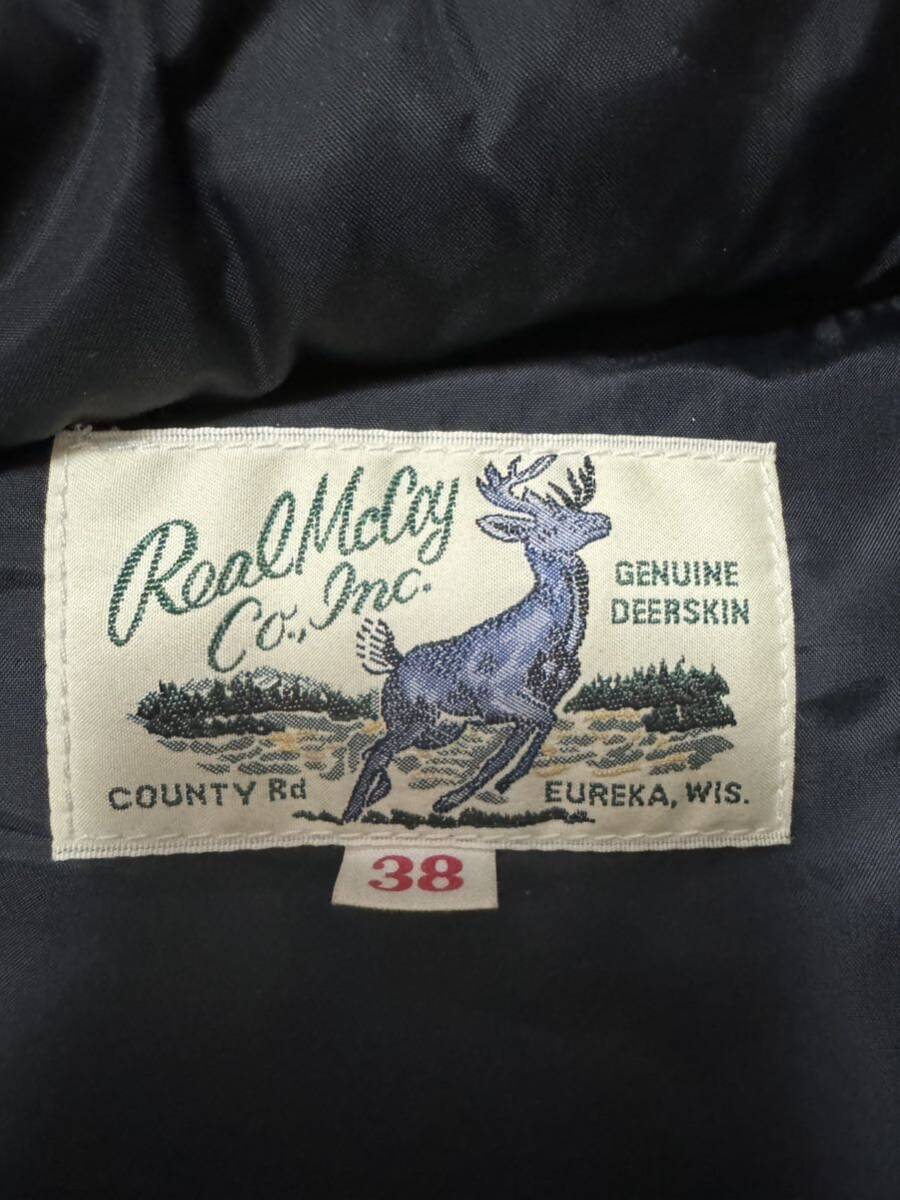 Real McCoy
Co., Inc.
GENUINE
DEERSKIN
COUNTY Rd
EUREKA, WIS.
38